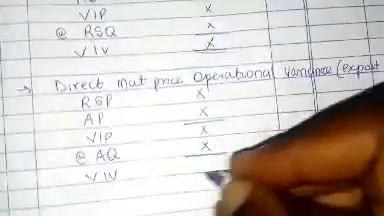 VIP X
@ RSQ X
VIV X
→ Direct mat price Operational variance (expost
RSP X
AP X
VIP X
@ AQ X
VIV